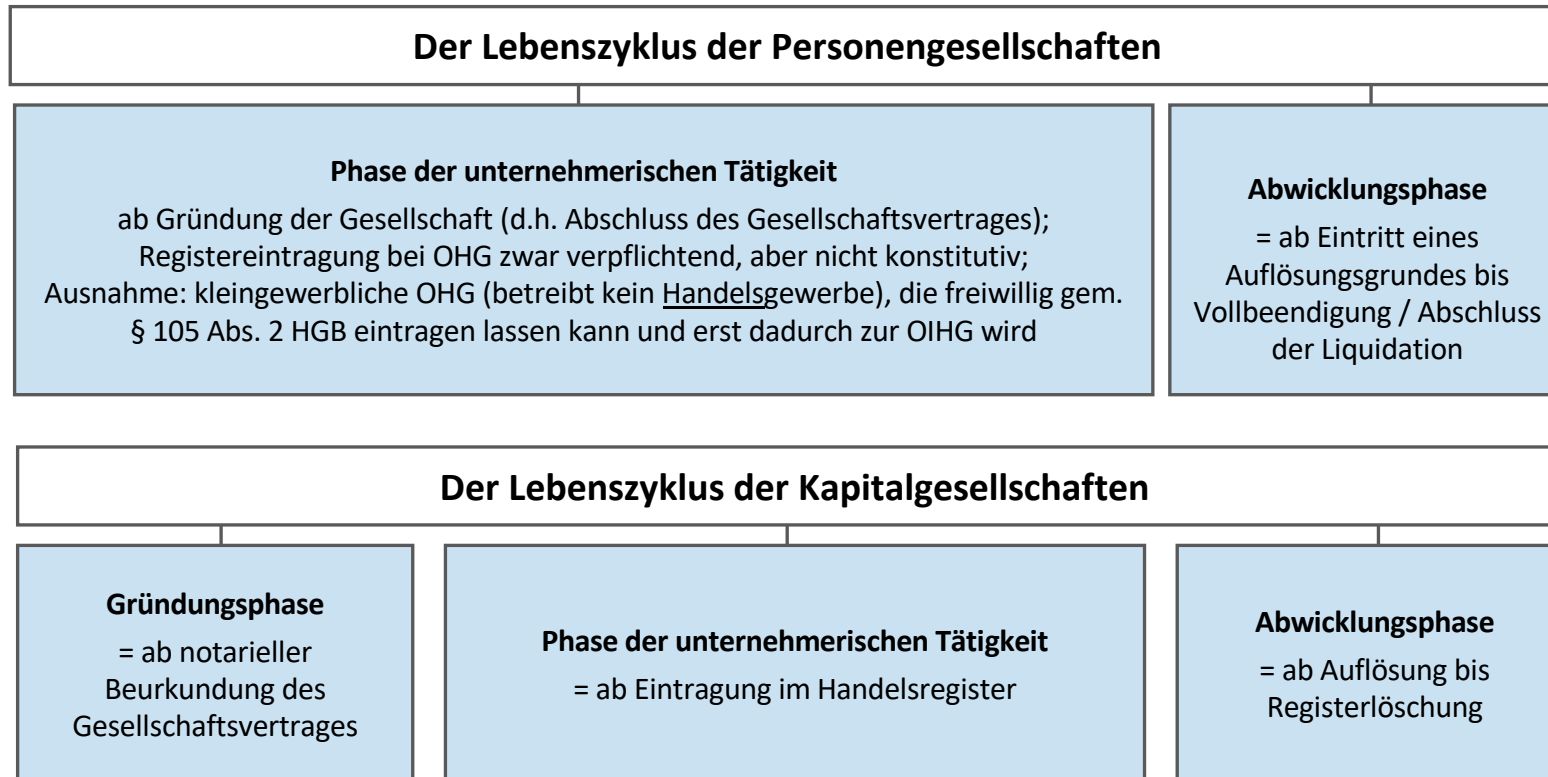 Der Lebenszyklus der Personengesellschaften
Phase der unternehmerischen Tätigkeit
ab Gründung der Gesellschaft (d.h. Abschluss des Gesellschaftsvertrages);
Registereintragung bei OHG zwar verpflichtend, aber nicht konstitutiv;
Ausnahme: kleingewerbliche OHG (betreibt kein Handelsgewerbe), die freiwillig gem.
§ 105 Abs. 2 HGB eintragen lassen kann und erst dadurch zur OIHG wird
Abwicklungsphase
= ab Eintritt eines
Auflösungsgrundes bis
Vollbeendigung / Abschluss
der Liquidation
Der Lebenszyklus der Kapitalgesellschaften
Gründungsphase
= ab notarieller
Beurkundung des
Gesellschaftsvertrages
Phase der unternehmerischen Tätigkeit
= ab Eintragung im Handelsregister
Abwicklungsphase
= ab Auflösung bis
Registerlöschung